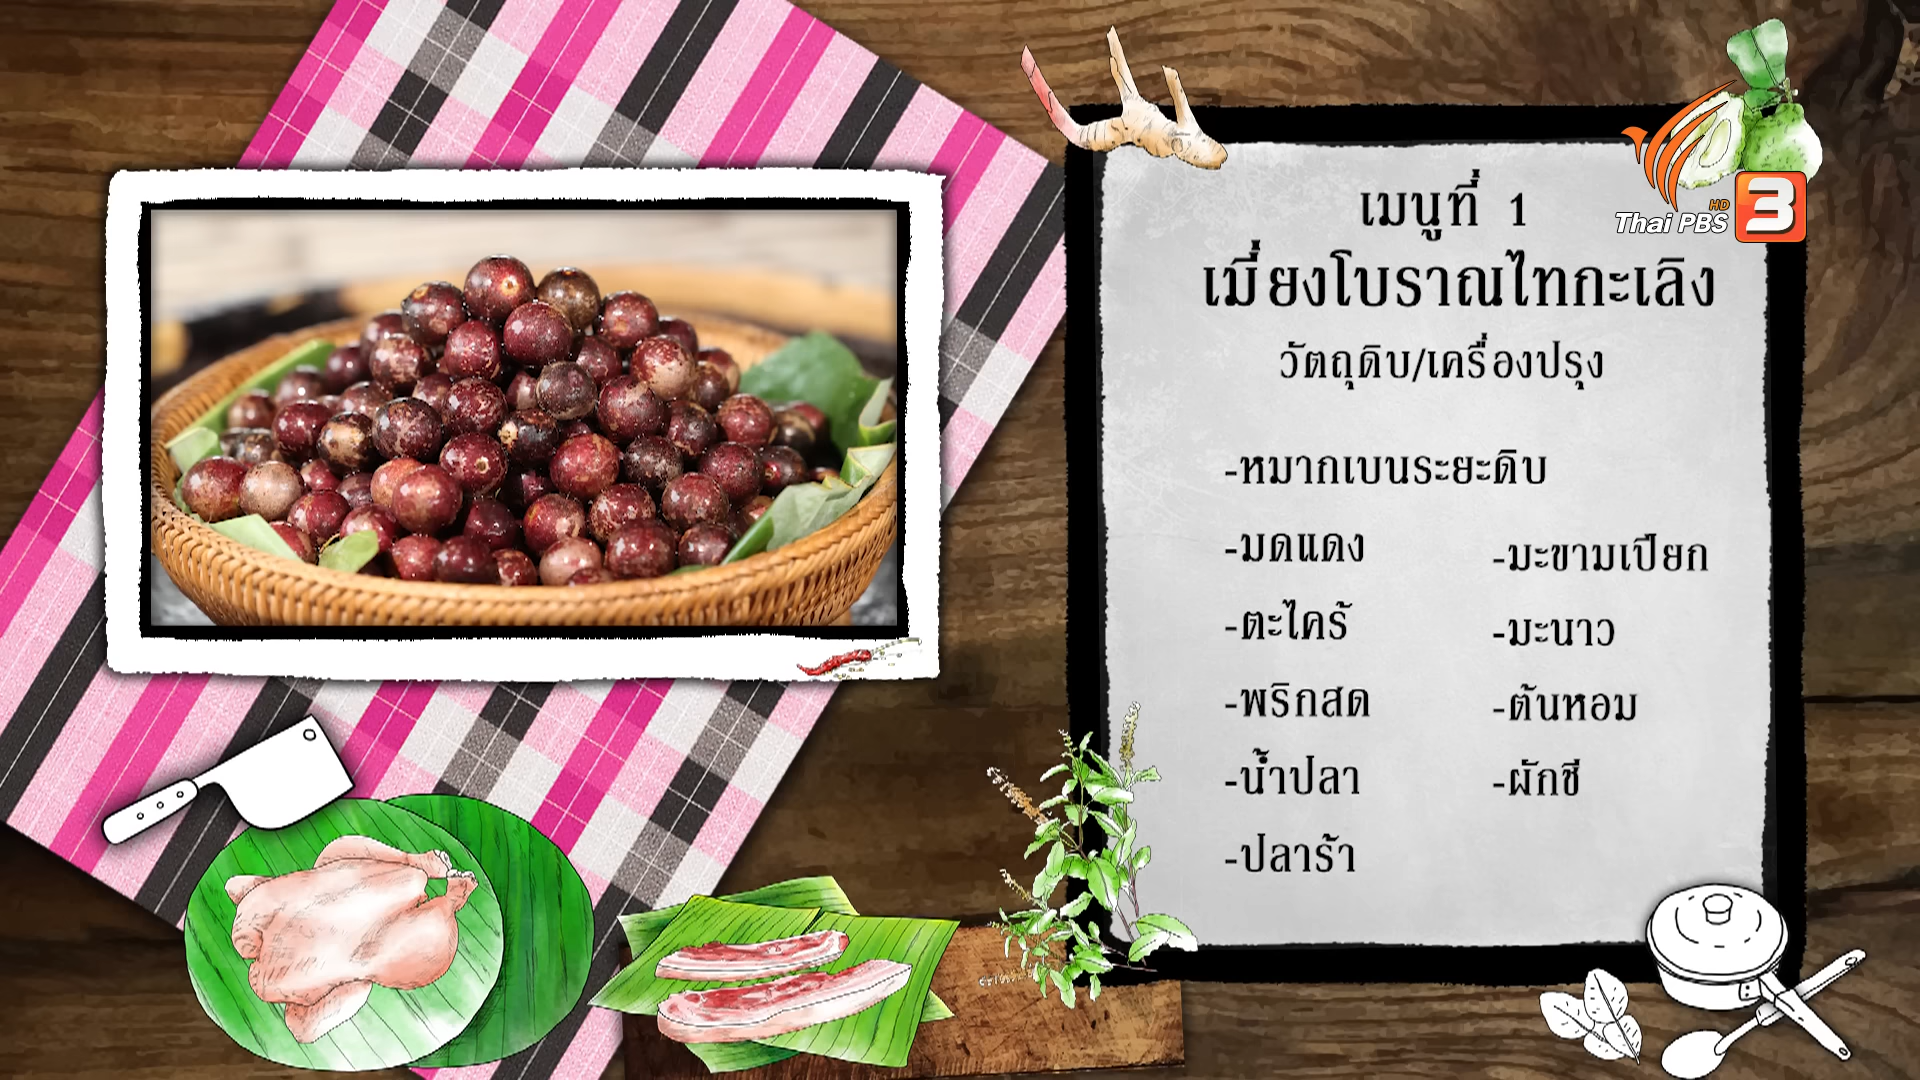 เมนูที่ 1
เมี่ยงโบราณไทกะเลิง
วัตถุดิบ/เครื่องปรุง
-หมากเบนระยะดิบ
-มดแดง
-ตะไคร้
-พริกสด
-น้ำปลา
-ปลาร้า
-มะขามเปียก
-มะนาว
-ต้นหอม
-ผักชี
Thai PBS HD 3